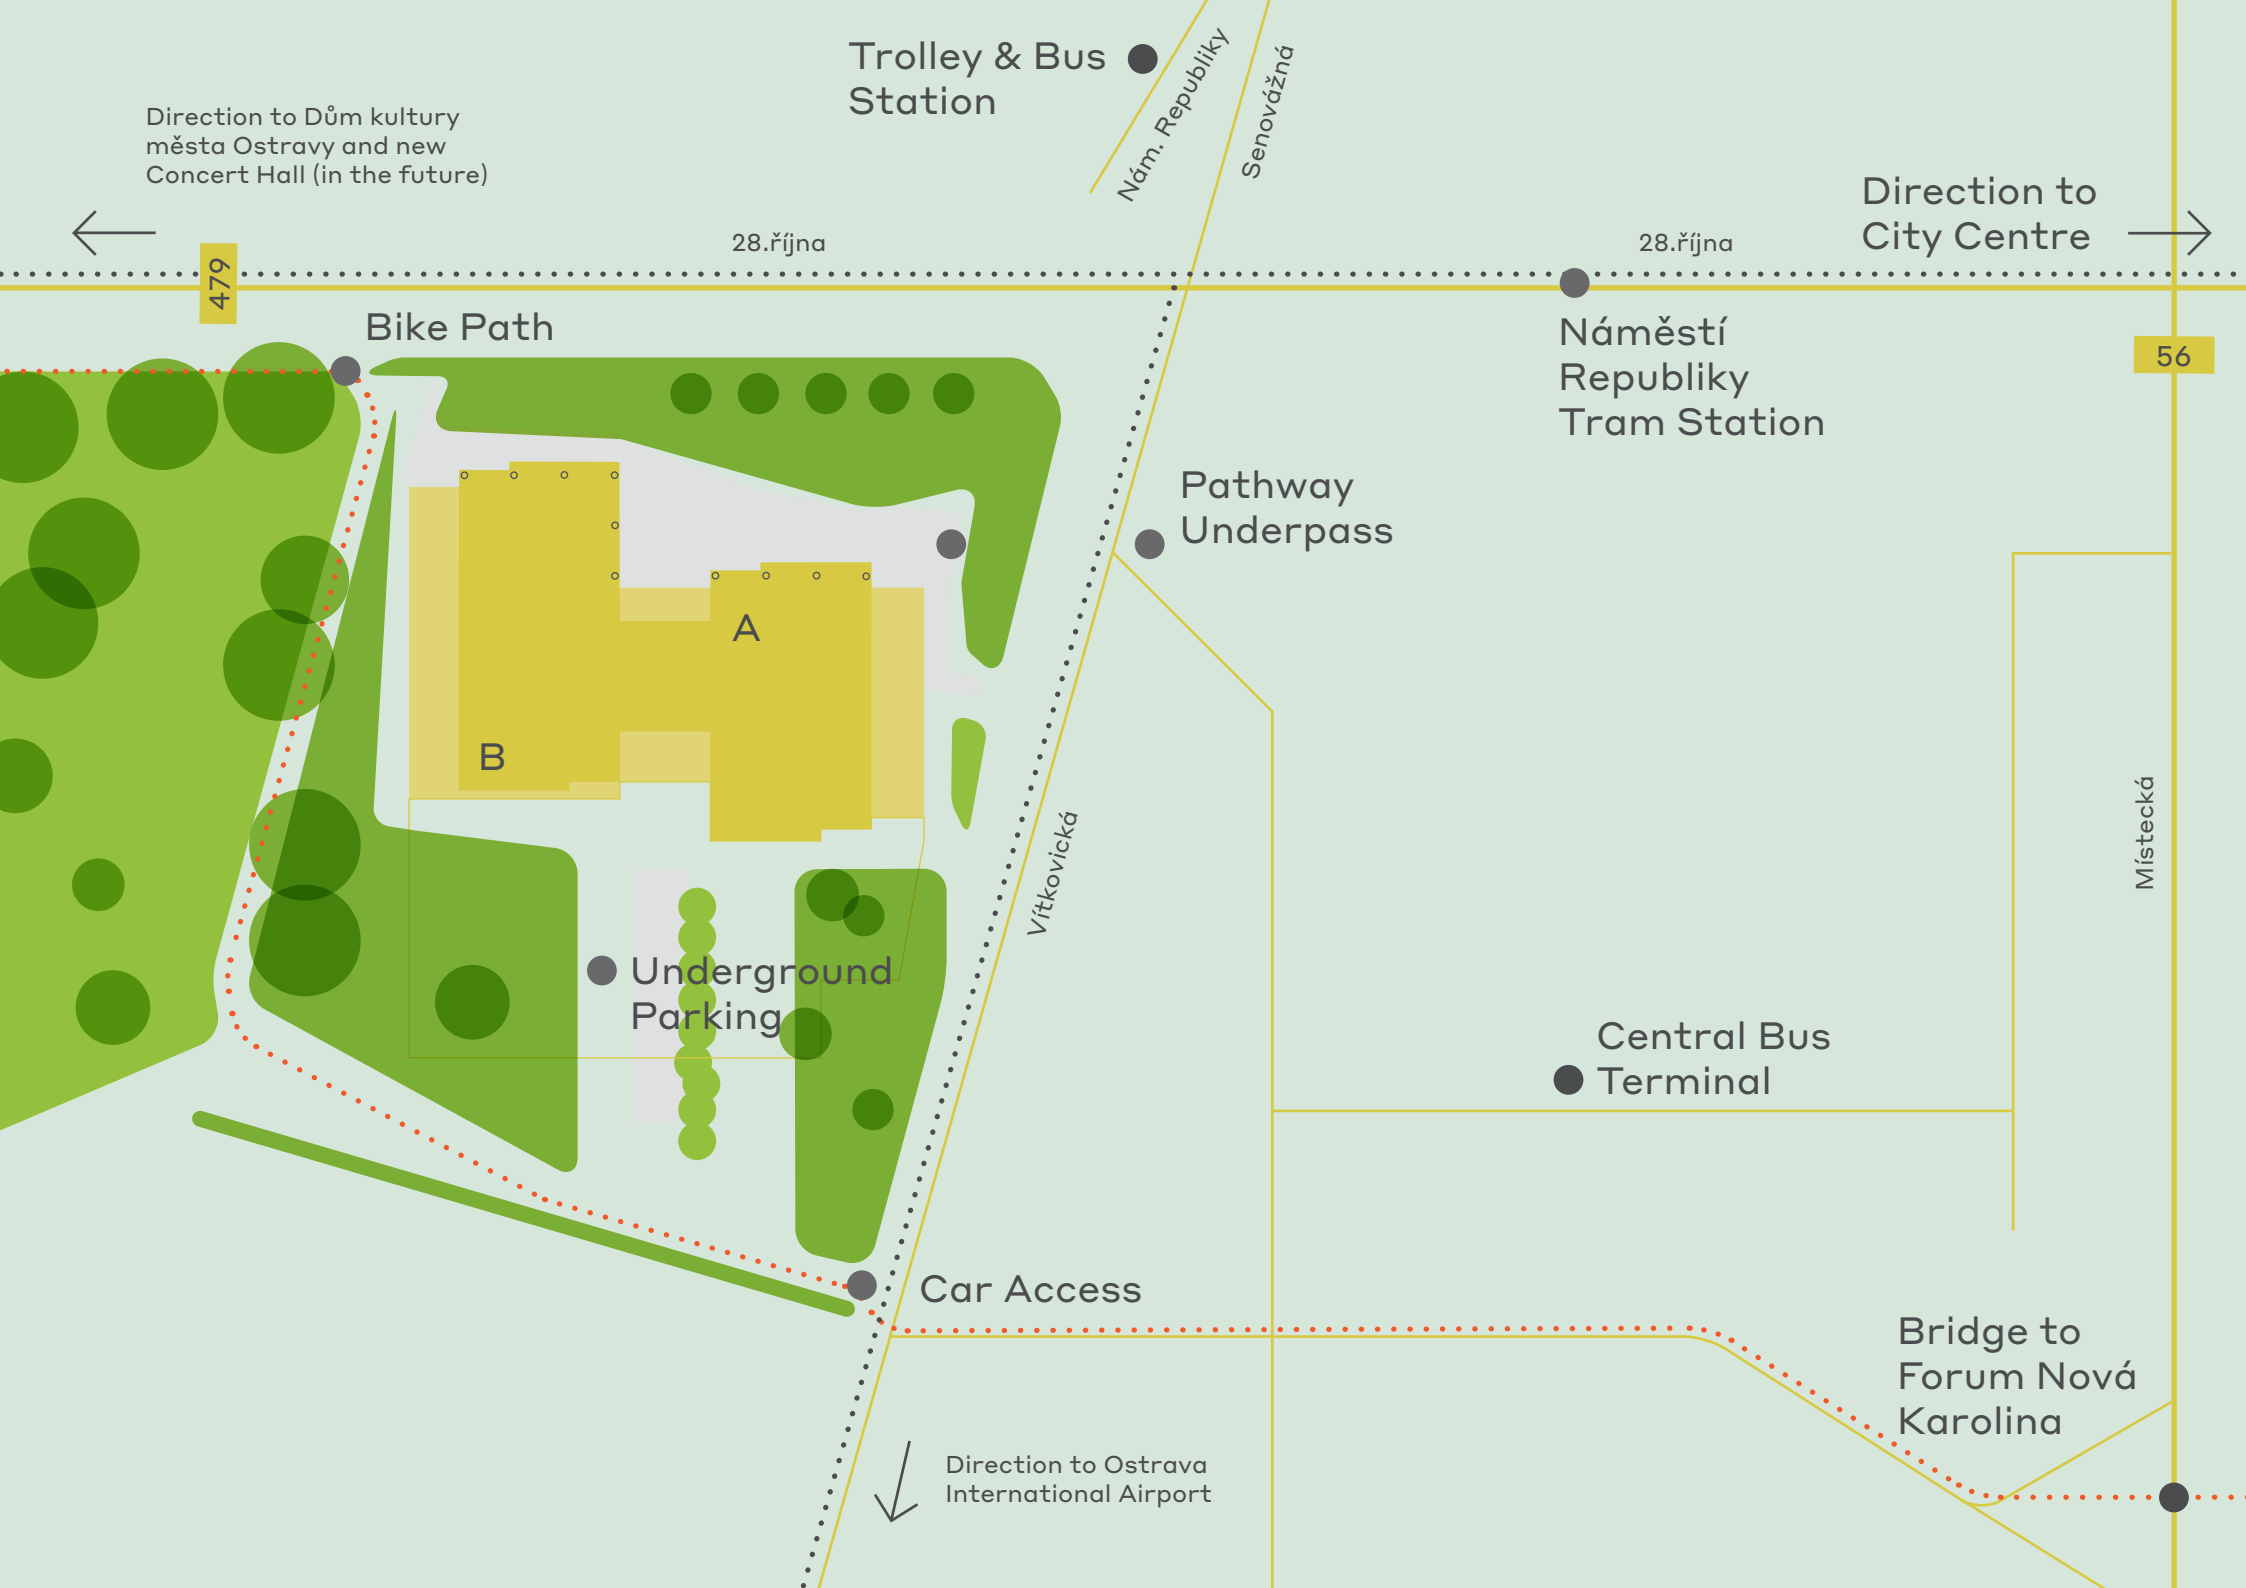 Trolley & Bus
Station
Nám. Republiky
Senovážná
Direction to Dům kultury
města Ostravy and new
Concert Hall (in the future)
Direction to
City Centre
28.října
28.října
479
Bike Path
Náměstí
Republiky
Tram Station
56
Pathway
Underpass
A
B
Místecká
Vítkovická
Underground
Parking
Central Bus
Terminal
Car Access
Bridge to
Forum Nová
Karolina
Direction to Ostrava
International Airport